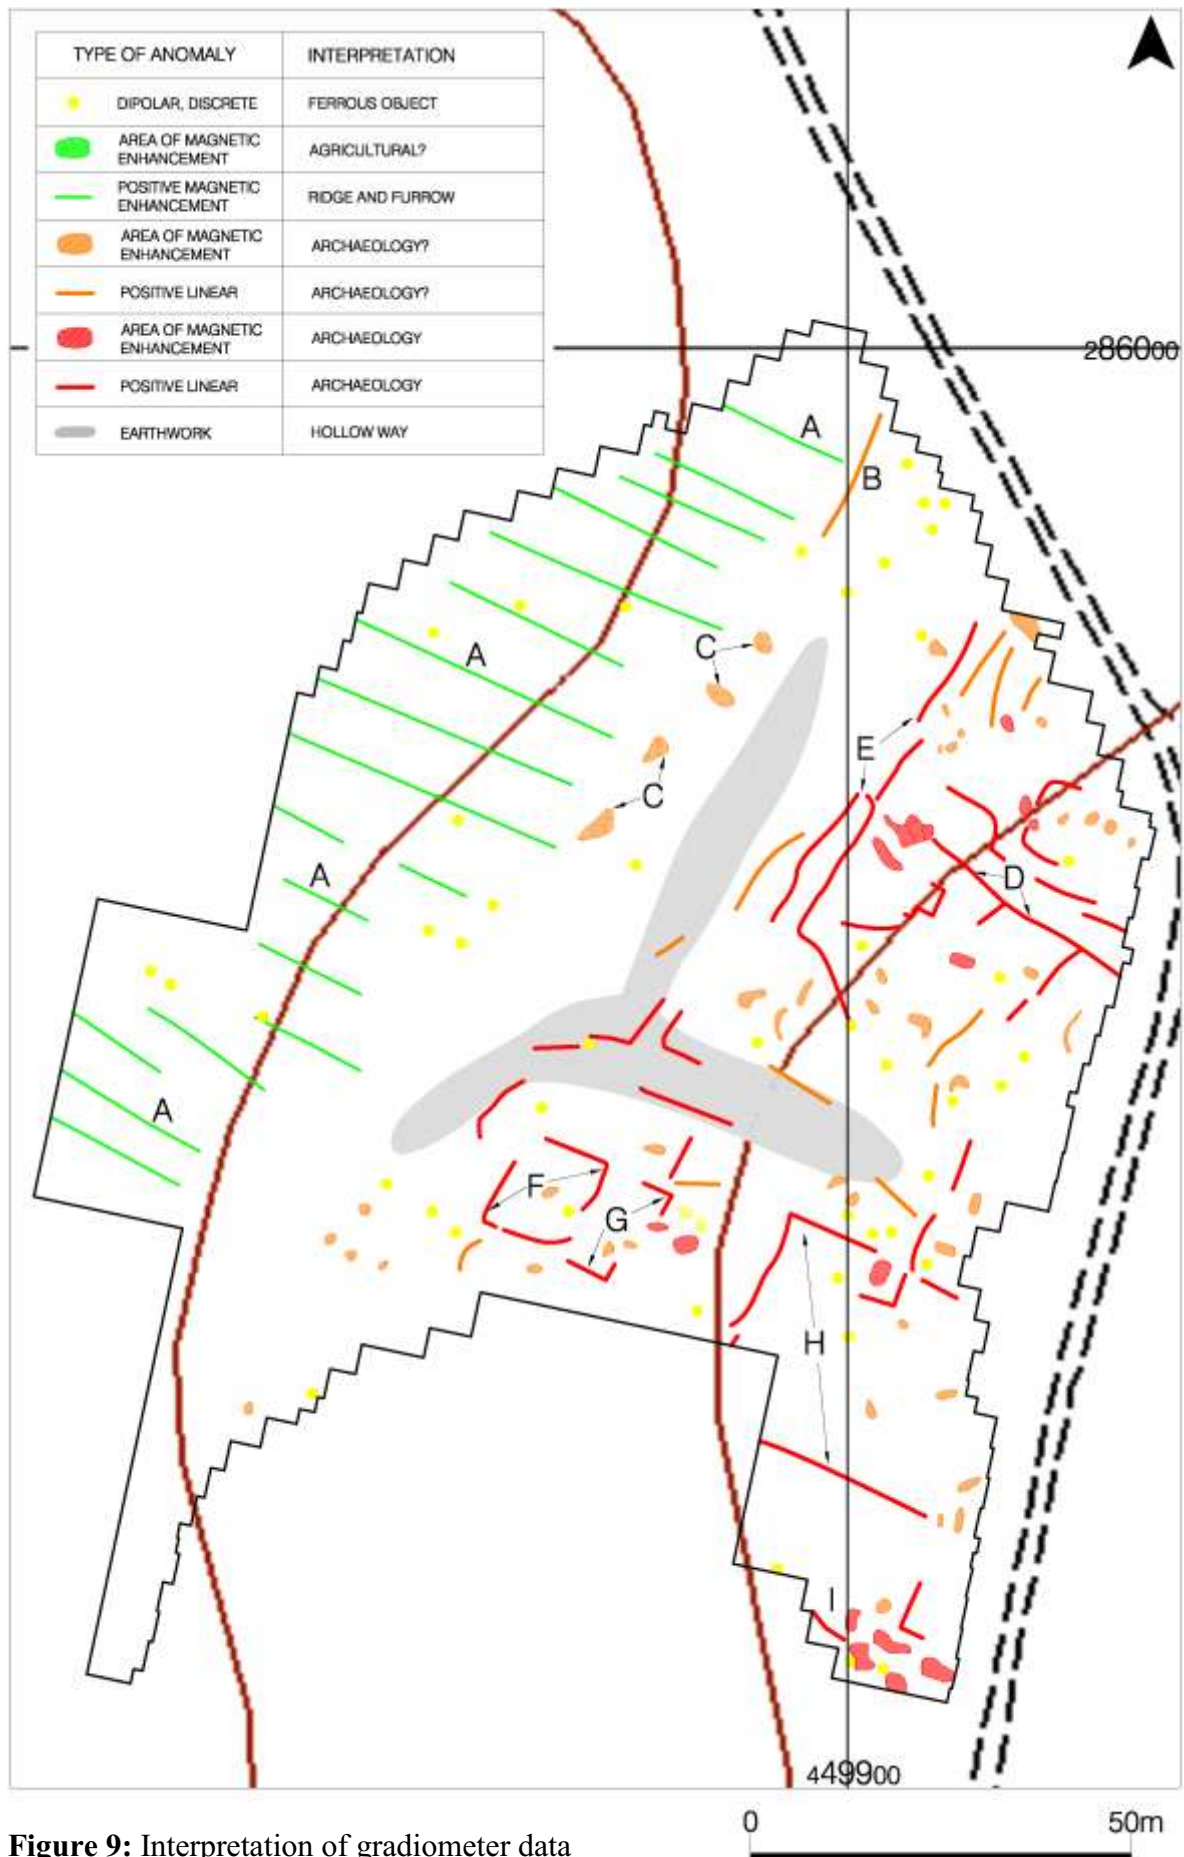 TYPE OF ANOMALY INTERPRETATION
DIPOLAR, DISCRETE FERROUS OBJECT
AREA OF MAGNETIC
ENHANCEMENT
AGRICULTURAL?
POSITIVE MAGNETIC
ENHANCEMENT
RIDGE AND FURROW
AREA OF MAGNETIC
ENHANCEMENT
ARCHAEOLOGY?
POSITIVE LINEAR ARCHAEOLOGY?
AREA OF MAGNETIC
ENHANCEMENT
ARCHAEOLOGY
POSITIVE LINEAR ARCHAEOLOGY
EARTHWORK HOLLOW WAY
286000
A
B
C
A
E
C
A
D
A
F
G
H
I
449900
0 50m
Figure 9: Interpretation of gradiometer data